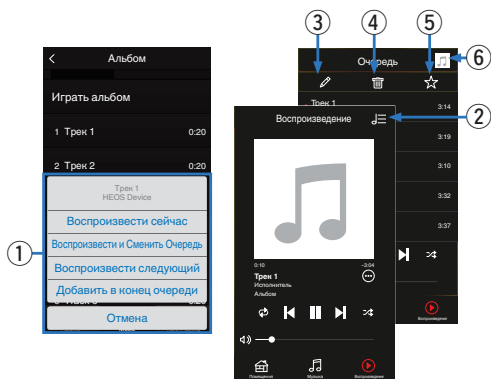 3
4
5
6
2
1
Альбом
Играть альбом
1 Трек 1 0:20
2 Трек 2 0:20
Трек 1
HEOS Device
Воспроизвести сейчас
Воспроизвести и Сменить Очередь
Воспроизвести следующий
Добавить в конец очереди
Отмена
Воспроизведение
0:10 -3:04
Трек 1
Исполнитель
Альбом
Помещения Музыка Воспроизведение
Очередь
Трек 1
3:14
3:19
3:10
3:32
3:37
Воспроизведение